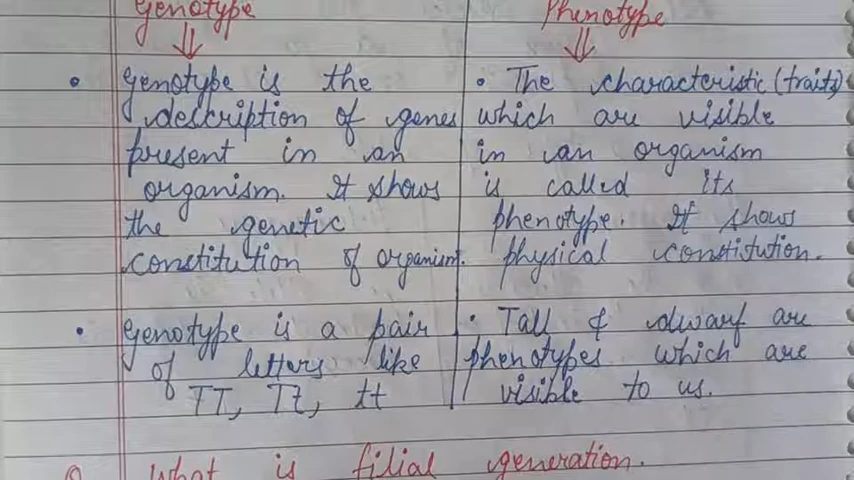 Genotype
Phenotype
• Genotype is the
description of genes
present in an
organism. It shows
the genetic
constitution of organism.
• The characteristic (traits)
which are visible
in an organism
is called its
phenotype. It shows
physical constitution.
• Genotype is a pair
of letters like
TT, Tt, tt
• Tall & dwarf are
phenotypes which are
visible to us.
Q What is filial generation.